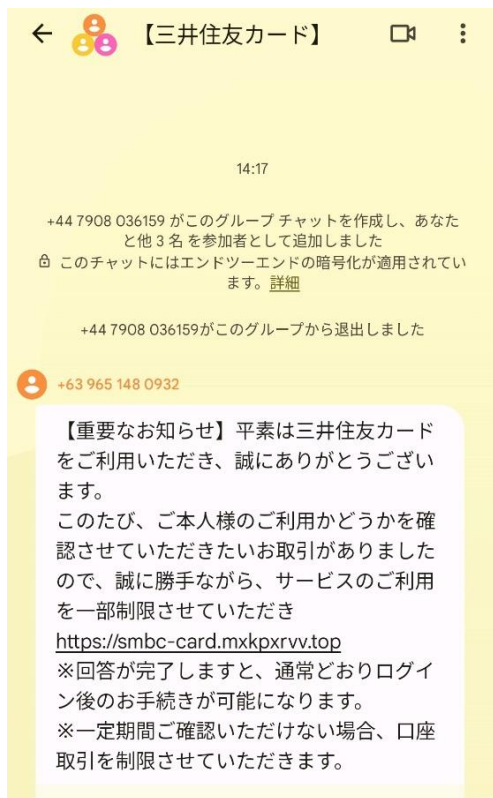 【三井住友カード】
14:17
+44 7908 036159 がこのグループ チャットを作成し、あなた
と他 3 名 を参加者として追加しました
このチャットにはエンドツーエンドの暗号化が適用されてい
ます。詳細
+44 7908 036159がこのグループから退出しました
+63 965 148 0932
【重要なお知らせ】平素は三井住友カード
をご利用いただき、誠にありがとうござい
ます。
このたび、ご本人様のご利用かどうかを確
認させていただきたいお取引がありました
ので、誠に勝手ながら、サービスのご利用
を一部制限させていただき
https://smbc-card.mxkpxrvv.top
※回答が完了しますと、通常どおりログイ
ン後のお手続きが可能になります。
※一定期間ご確認いただけない場合、口座
取引を制限させていただきます。